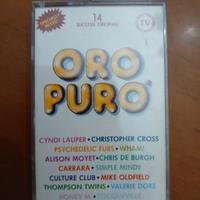 14
SUCCESSI ORIGINALI
TV
ORO
PURO
CYNDI LAUPER • CHRISTOPHER CROSS
PSYCHEDELIC FURS • WHAM!
ALISON MOYET • CHRIS DE BURGH
CARRARA • SIMPLE MINDS
CULTURE CLUB • MIKE OLDFIELD
THOMPSON TWINS • VALERIE DORE
BONEY M. •